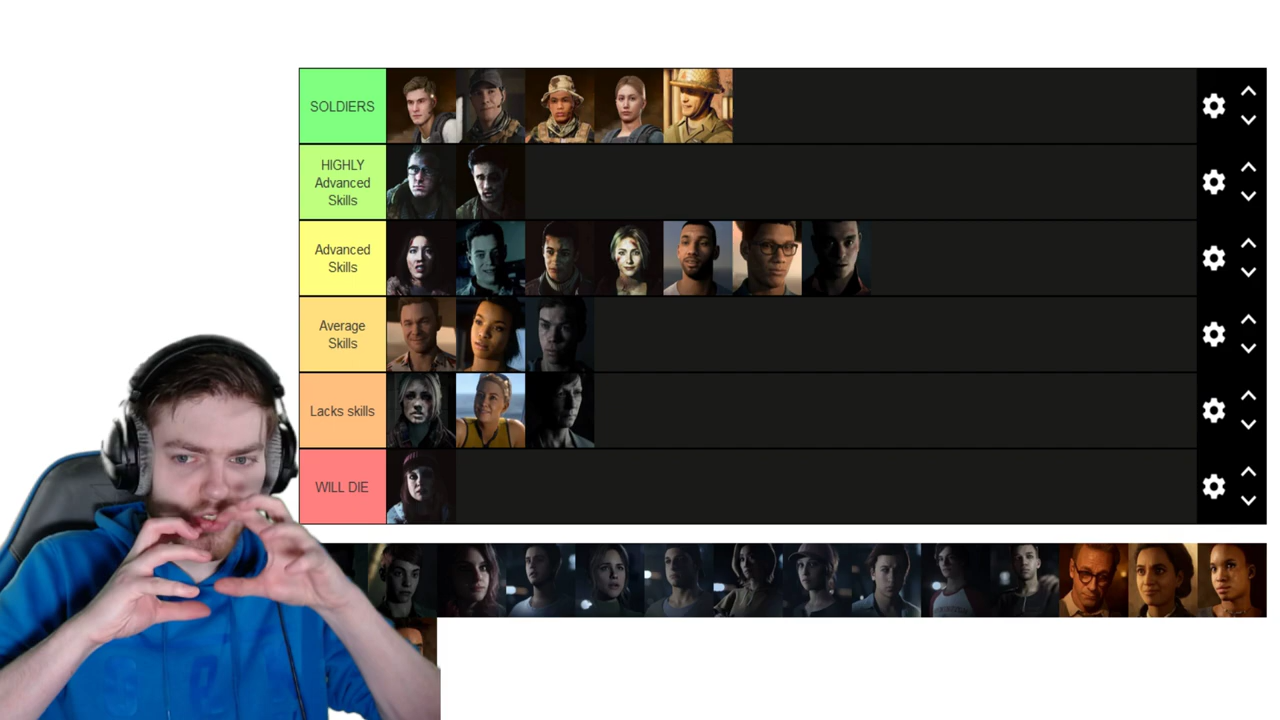 SOLDIERS
HIGHLY
Advanced
Skills
Advanced
Skills
Average
Skills
Lacks skills
WILL DIE